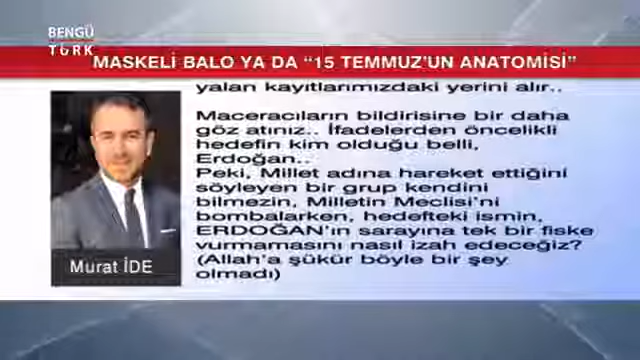 BENGÜ
TÜRK
MASKELİ BALO YA DA “15 TEMMUZ'UN ANATOMİSİ”
yalan kayıtlarımızdaki yerini alır..
Maceracıların bildirisine bir daha
göz atınız.. İfadelerden öncelikli
hedefin kim olduğu belli,
Erdoğan..
Peki, Millet adına hareket ettiğini
söyleyen bir grup kendini
bilmezin, Milletin Meclisi'ni
bombalarken, hedefteki ismin,
ERDOĞAN'ın sarayına tek bir fiske
vurmamasını nasıl izah edeceğiz?
(Allah'a şükür böyle bir şey
olmadı)
Murat İDE